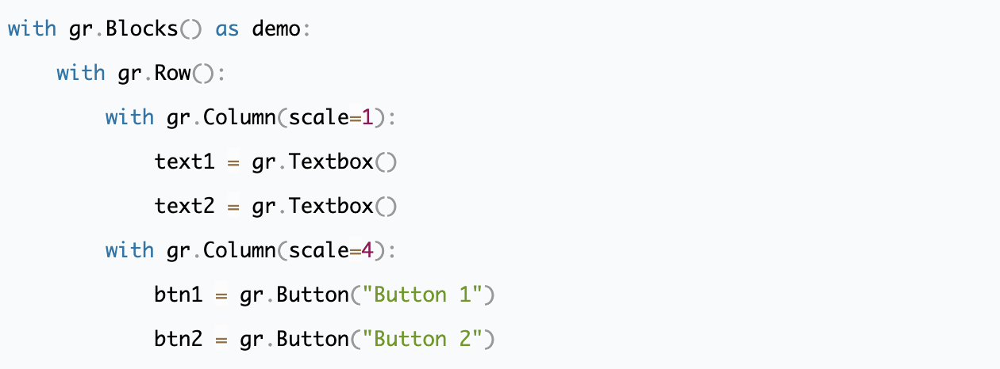 with gr.Blocks() as demo:
    with gr.Row():
        with gr.Column(scale=1):
            text1 = gr.Textbox()
            text2 = gr.Textbox()
        with gr.Column(scale=4):
            btn1 = gr.Button("Button 1")
            btn2 = gr.Button("Button 2")